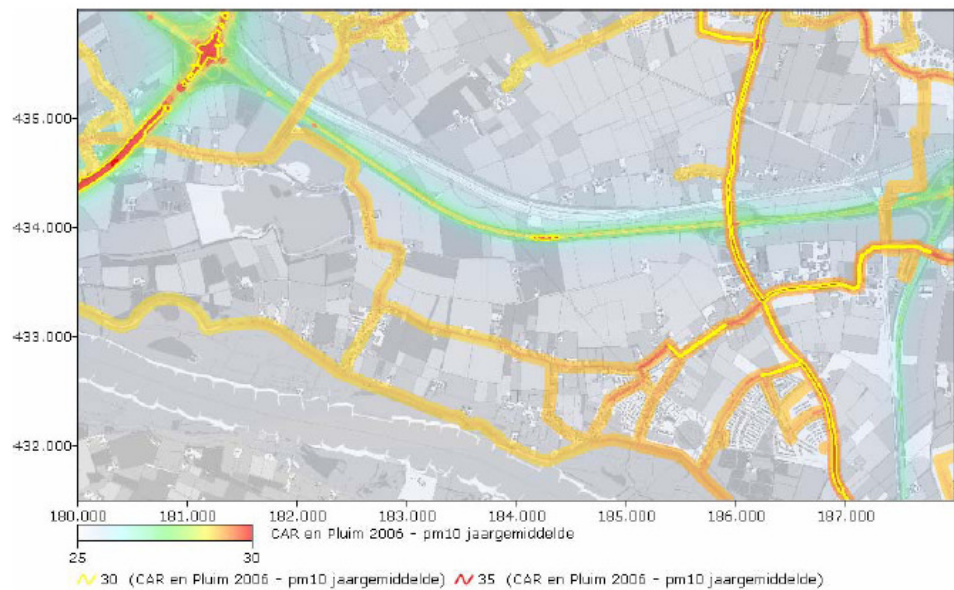 435.000
434.000
433.000
432.000
180.000 181.000 182.000 183.000 184.000 185.000 186.000 187.000
CAR en Pluim 2006 - pm10 jaargemiddelde
25 30
30 (CAR en Pluim 2006 - pm10 jaargemiddelde) 35 (CAR en Pluim 2006 - pm10 jaargemiddelde)